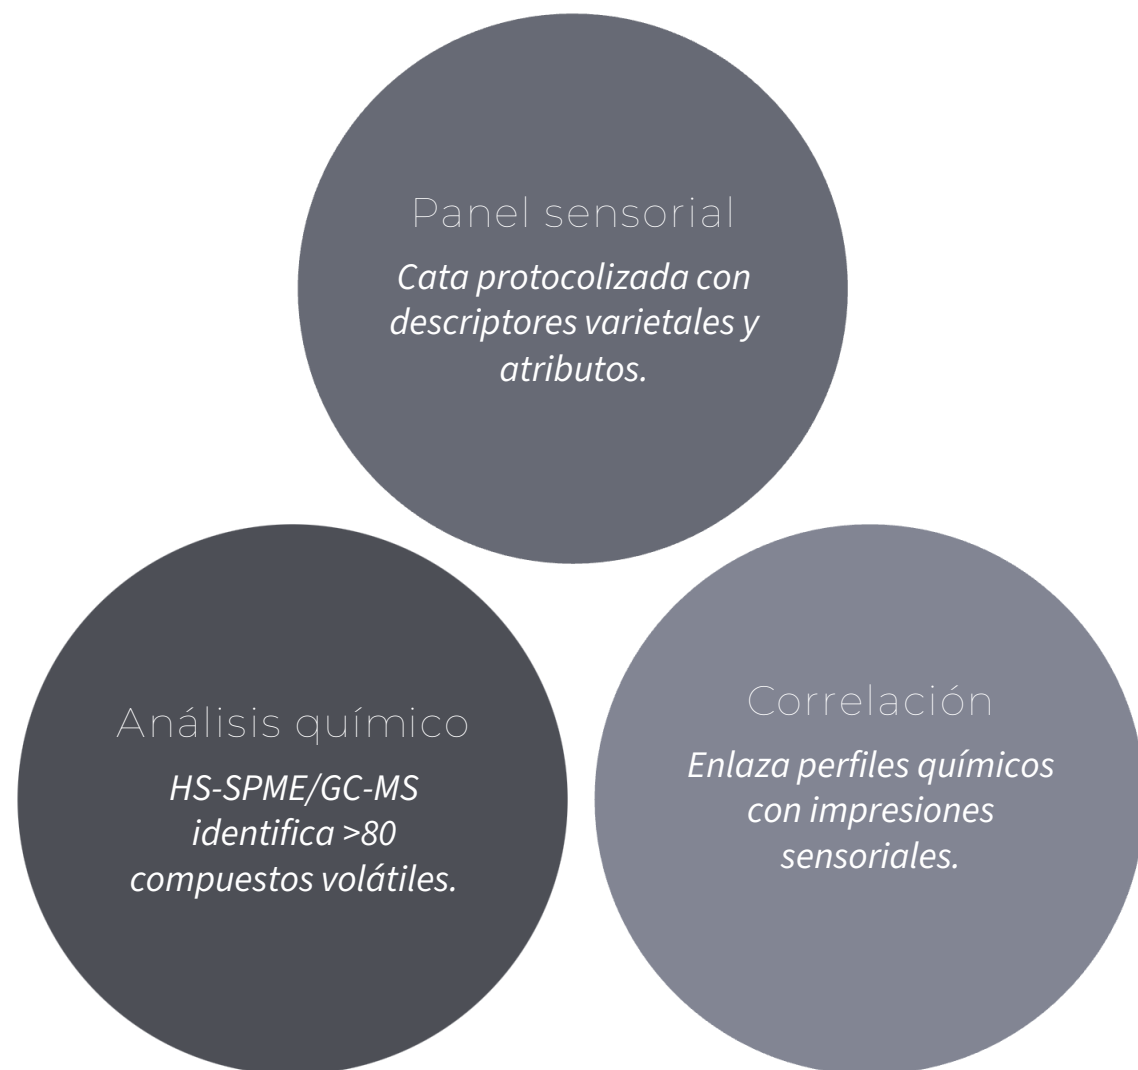 Panel sensorial
Cata protocolizada con
descriptores varietales y
atributos.
Análisis químico
HS-SPME/GC-MS
identifica >80
compuestos volátiles.
Correlación
Enlaza perfiles químicos
con impresiones
sensoriales.